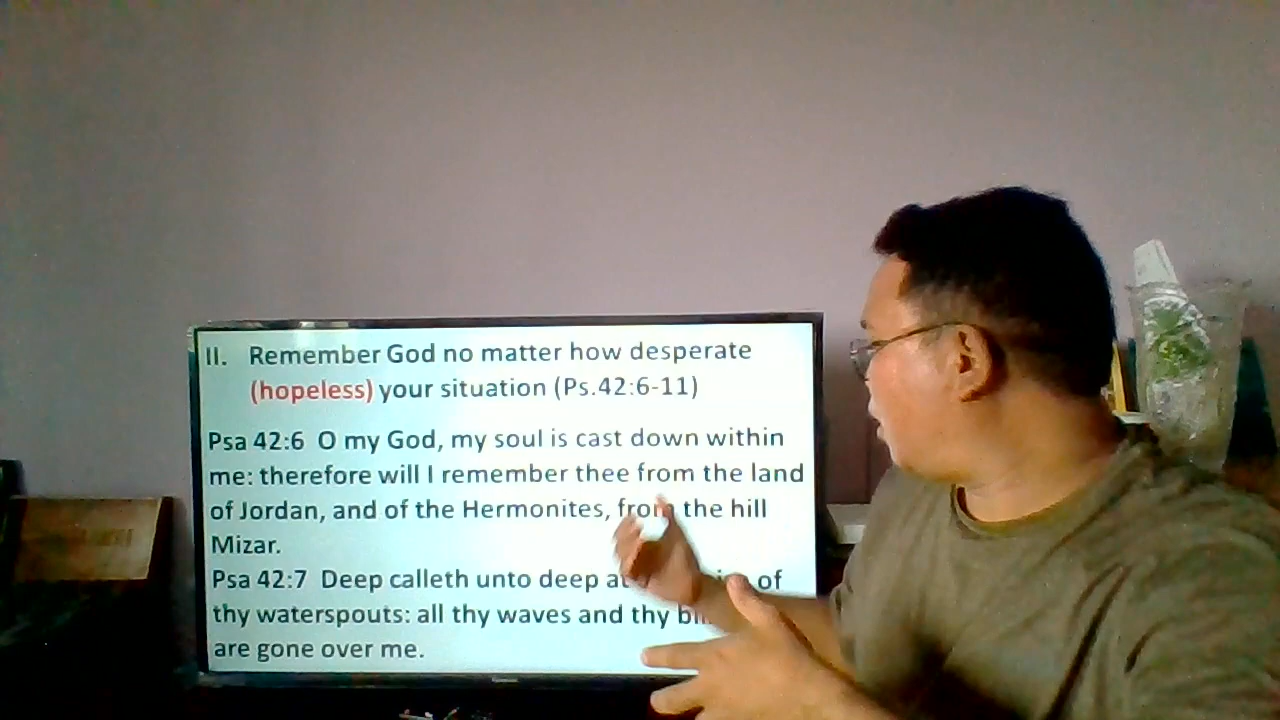 II. Remember God no matter how desperate
(hopeless) your situation (Ps.42:6-11)
Psa 42:6 O my God, my soul is cast down within
me: therefore will I remember thee from the land
of Jordan, and of the Hermonites, from the hill
Mizar.
Psa 42:7 Deep calleth unto deep of
thy waterspouts: all thy waves and thy
are gone over me.